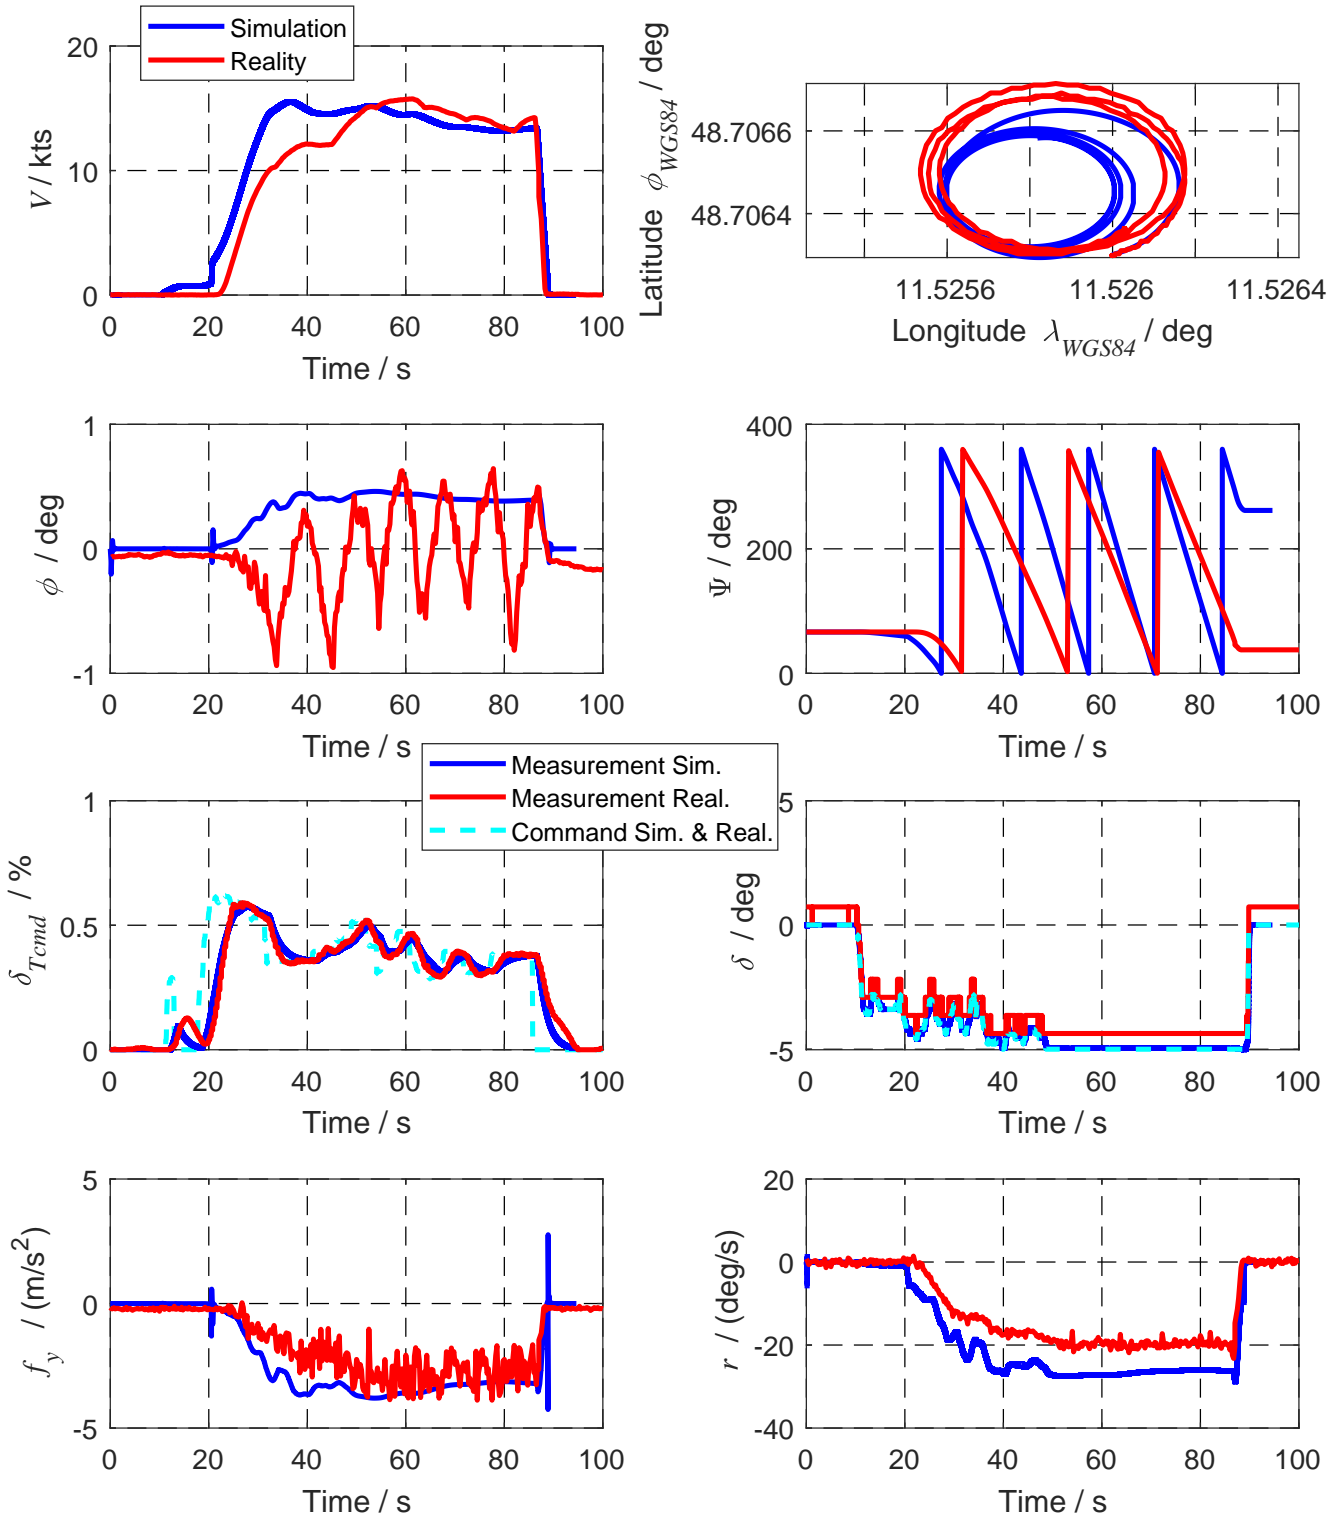 Simulation
Reality
20
10
0
V / kts
0 20 40 60 80 100
Time / s
Latitude ϕWGS84 / deg
48.7066
48.7064
11.5256 11.526 11.5264
Longitude λWGS84 / deg
1
0
-1
ϕ / deg
0 20 40 60 80 100
Time / s
400
200
0
Ψ / deg
0 20 40 60 80 100
Time / s
Measurement Sim.
Measurement Real.
Command Sim. & Real.
1
0.5
0
δTcmd / %
0 20 40 60 80 100
Time / s
5
0
-5
δ / deg
0 20 40 60 80 100
Time / s
5
0
-5
fy / (m/s²)
0 20 40 60 80 100
Time / s
20
0
-20
-40
r / (deg/s)
0 20 40 60 80 100
Time / s